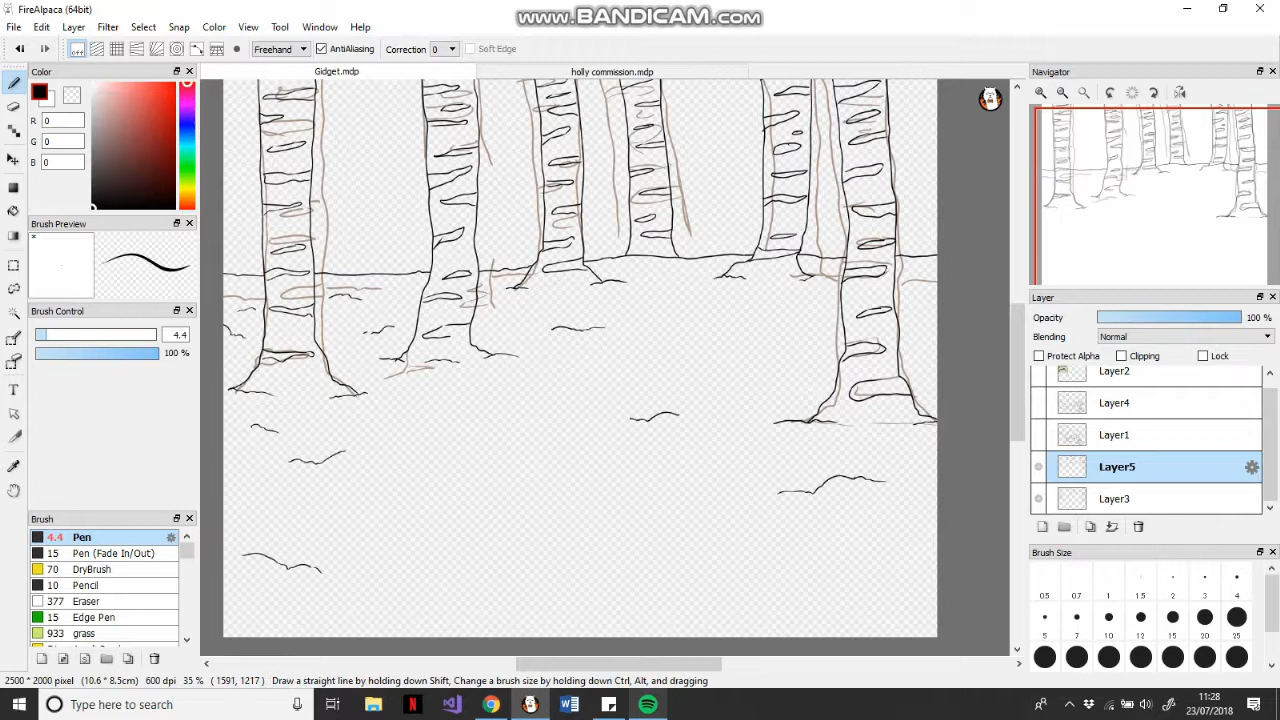 FireAlpaca (64bit)
www.BANDICAM.com
File Edit Layer Filter Select Snap Color View Tool Window Help
OFF Freehand AntiAliasing Correction 0 Soft Edge
Color
Gidget.mdp holly commission.mdp
Navigator
R 0
G 0
B 0
Brush Preview
Brush Control
4.4
100 %
Layer
Opacity 100 %
Blending Normal
Protect Alpha Clipping Lock
Layer2
Layer4
Layer1
Layer5
Layer3
Brush
4.4 Pen
15 Pen (Fade In/Out)
70 DryBrush
10 Pencil
377 Eraser
15 Edge Pen
933 grass
Brush Size
0.5 0.7 1 1.5 2 3 4
5 7 10 12 15 20 25
2500 * 2000 pixel (10.6 * 8.5cm) 600 dpi 35 % ( 1591, 1217 ) Draw a straight line by holding down Shift, Change a brush size by holding down Ctrl, Alt, and dragging
Type here to search
11:28
23/07/2018